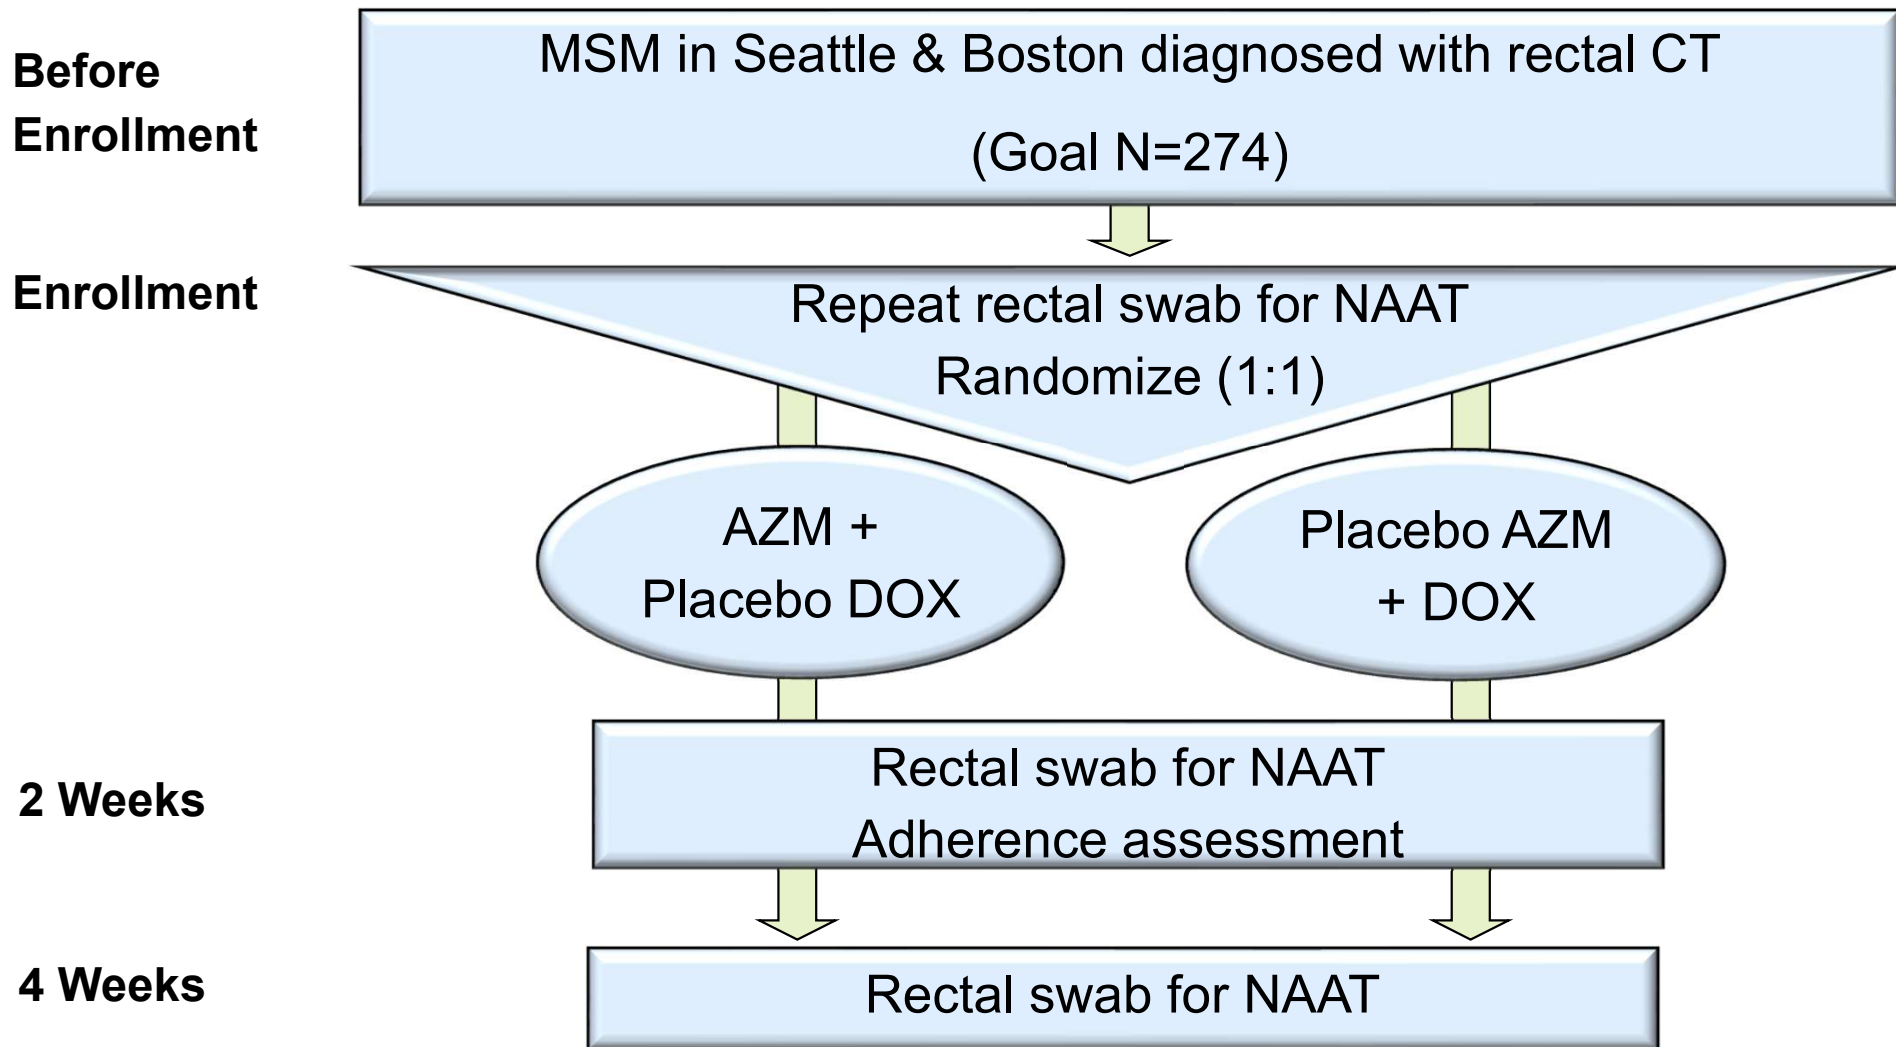 Before
Enrollment
MSM in Seattle & Boston diagnosed with rectal CT
(Goal N=274)
Enrollment
Repeat rectal swab for NAAT
Randomize (1:1)
AZM +
Placebo DOX
Placebo AZM
+ DOX
2 Weeks
Rectal swab for NAAT
Adherence assessment
4 Weeks
Rectal swab for NAAT